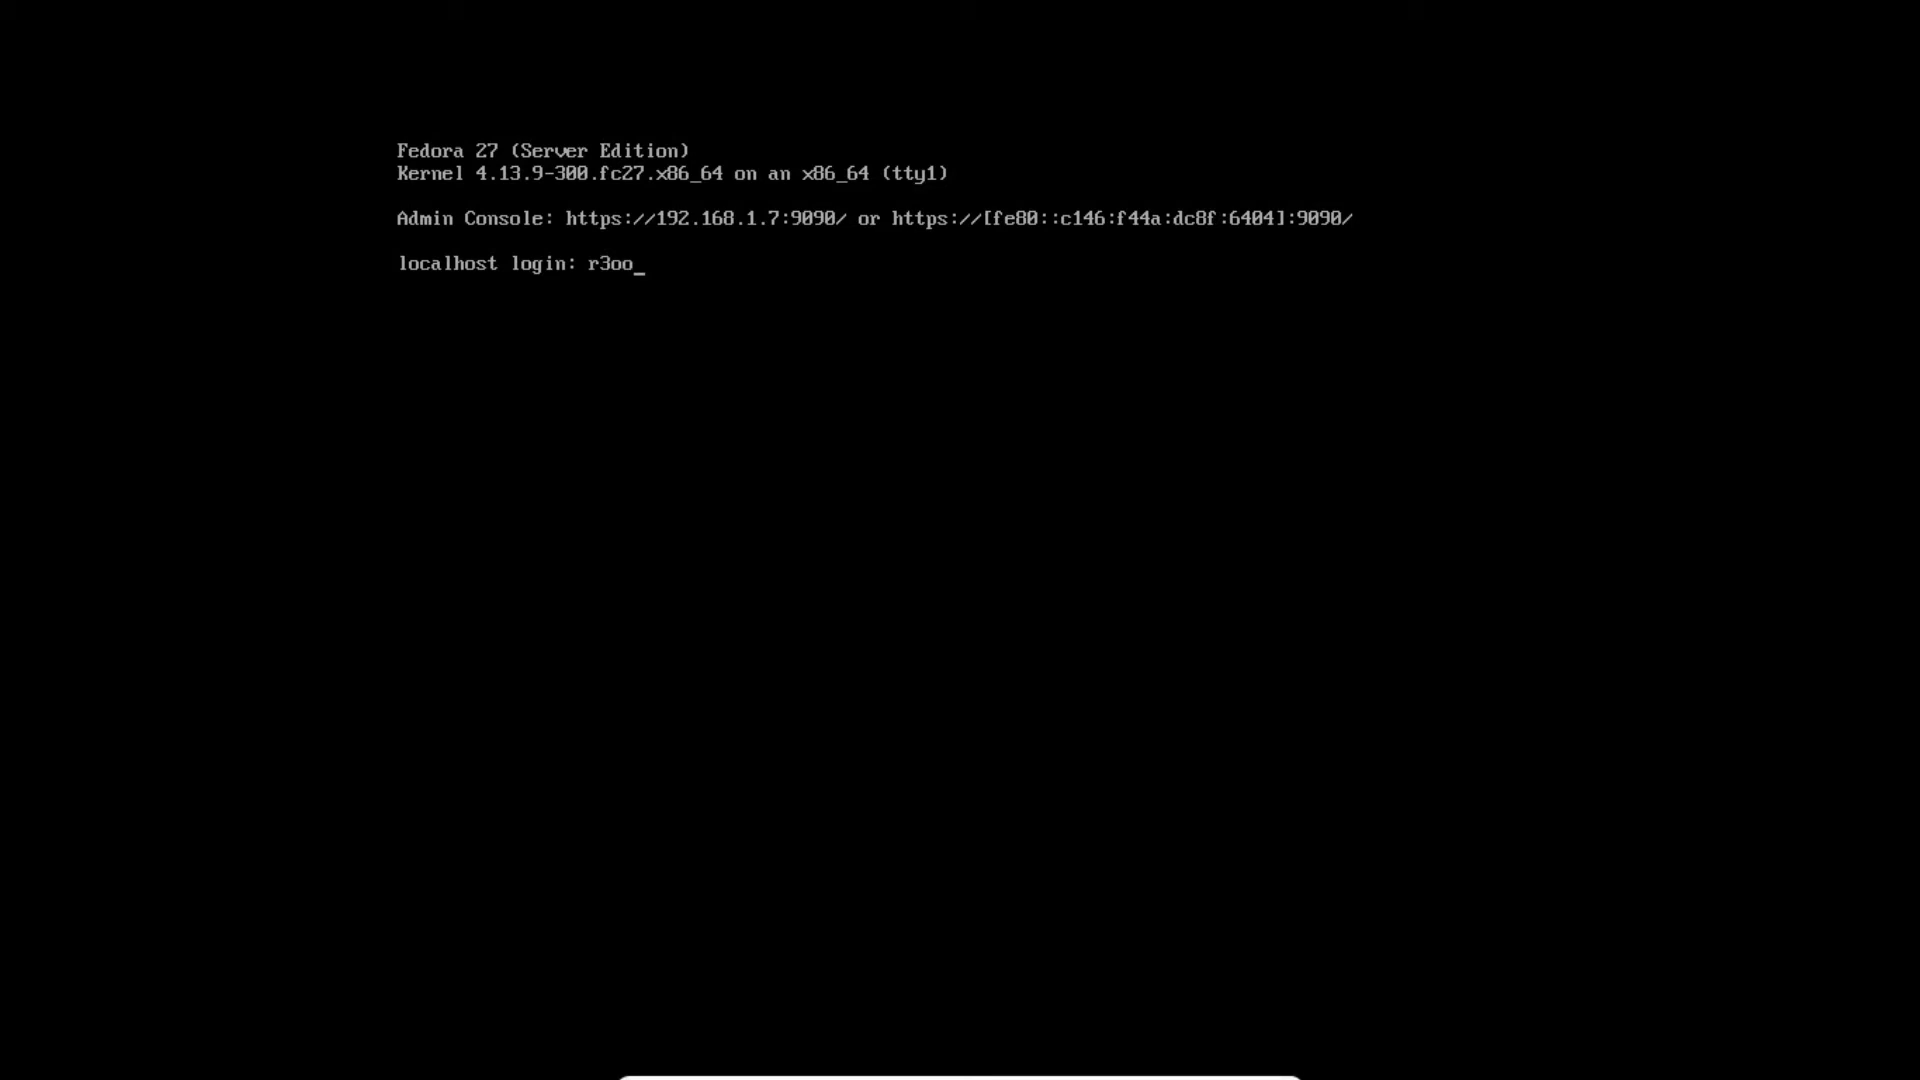 Fedora 27 (Server Edition)
Kernel 4.13.9-300.fc27.x86_64 on an x86_64 (tty1)
Admin Console: https://192.168.1.7:9090/ or https://[fe80::c146:f44a:dc8f:6404]:9090/
localhost login: r3oo_